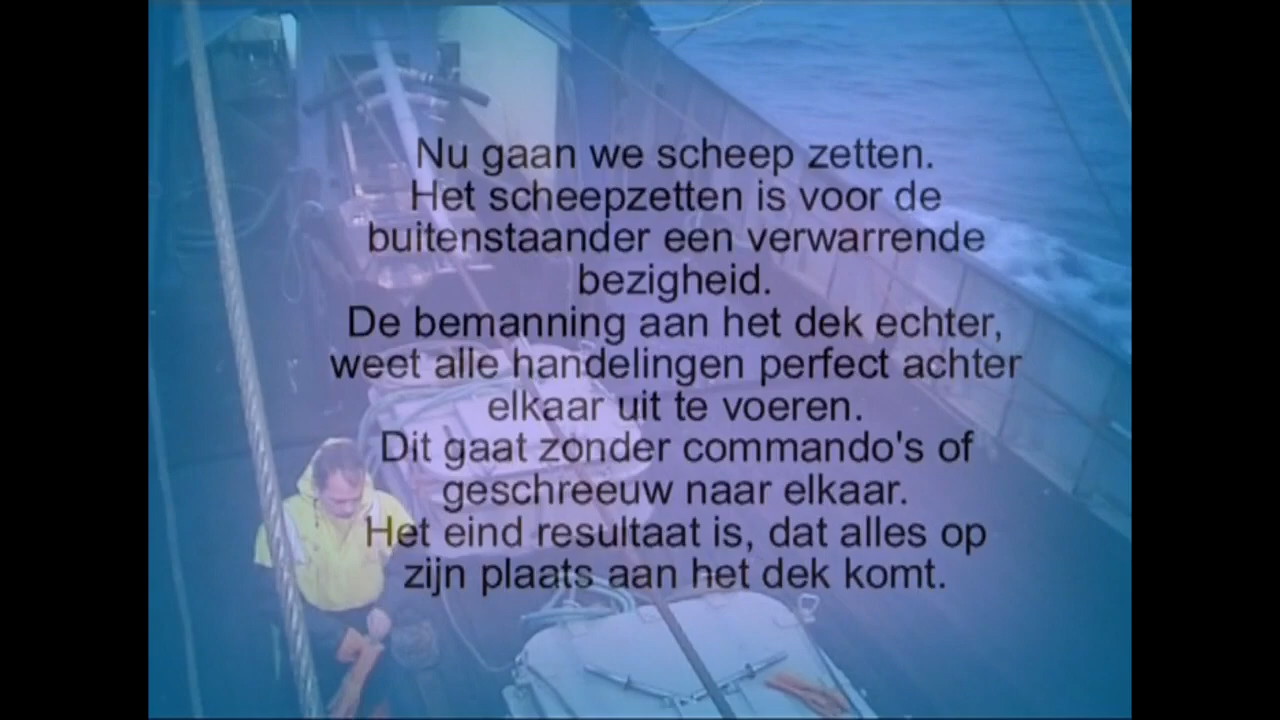 Nu gaan we scheep zetten.
Het scheepzetten is voor de
buitenstaander een verwarrende
bezigheid.
De bemanning aan het dek echter,
weet alle handelingen perfect achter
elkaar uit te voeren.
Dit gaat zonder commando's of
geschreeuw naar elkaar.
Het eind resultaat is, dat alles op
zijn plaats aan het dek komt.